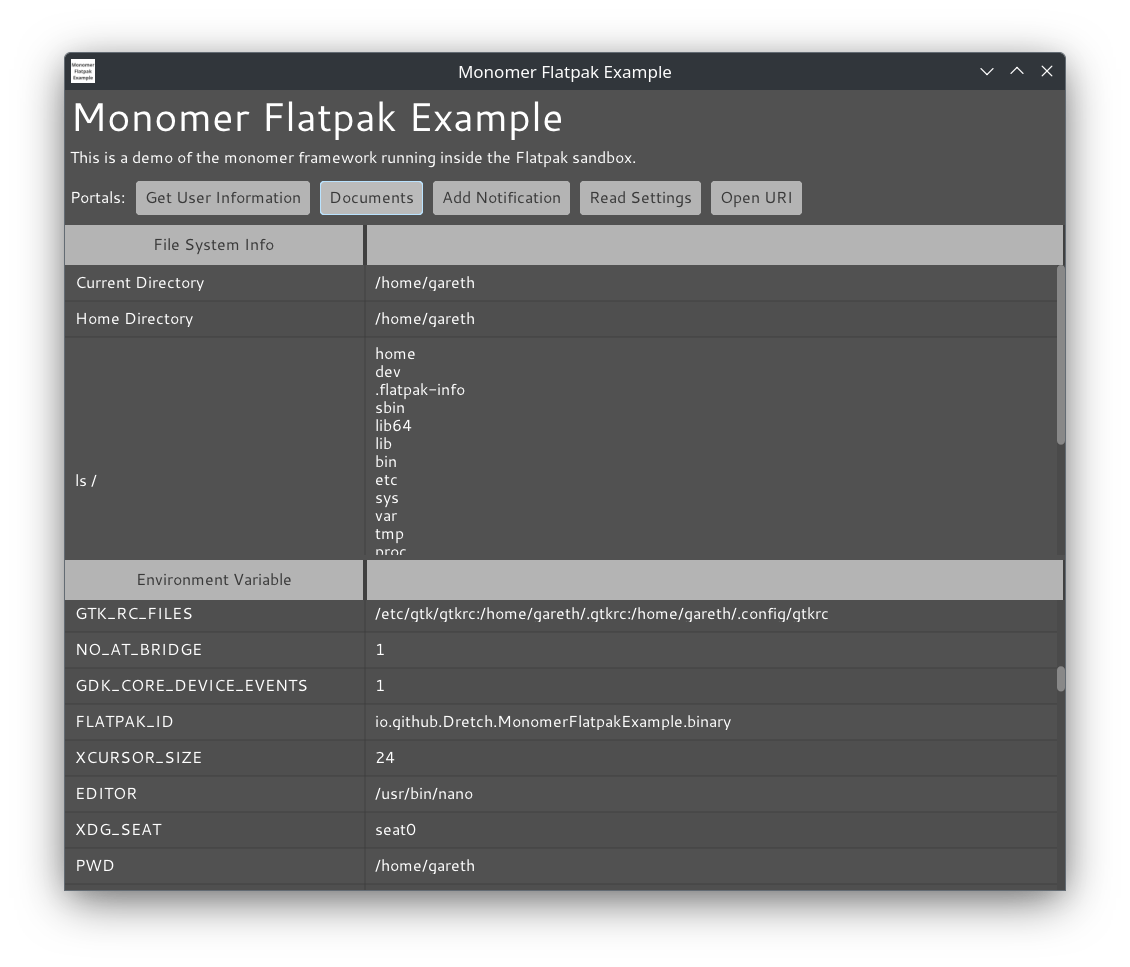 Monomer
Flatpak
Example
Monomer Flatpak Example
Monomer Flatpak Example
This is a demo of the monomer framework running inside the Flatpak sandbox.
Portals: Get User Information Documents Add Notification Read Settings Open URI
File System Info
Current Directory /home/gareth
Home Directory /home/gareth
ls /
home
dev
.flatpak-info
sbin
lib64
lib
bin
etc
sys
var
tmp
proc
Environment Variable
GTK_RC_FILES /etc/gtk/gtkrc:/home/gareth/.gtkrc:/home/gareth/.config/gtkrc
NO_AT_BRIDGE 1
GDK_CORE_DEVICE_EVENTS 1
FLATPAK_ID io.github.Dretch.MonomerFlatpakExample.binary
XCURSOR_SIZE 24
EDITOR /usr/bin/nano
XDG_SEAT seat0
PWD /home/gareth